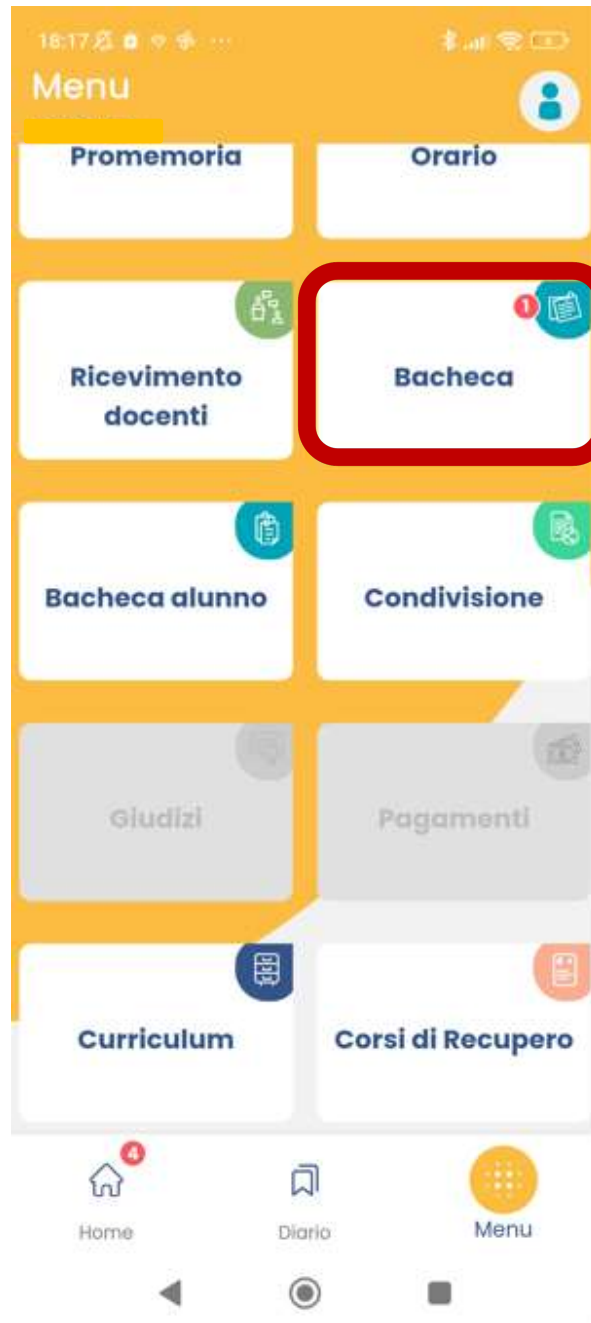 18:17
Menu
Promemoria
Orario
Ricevimento
docenti
1
Bacheca
Bacheca alunno
Condivisione
Giudizi
Pagamenti
Curriculum
Corsi di Recupero
4
Home
Diario
Menu